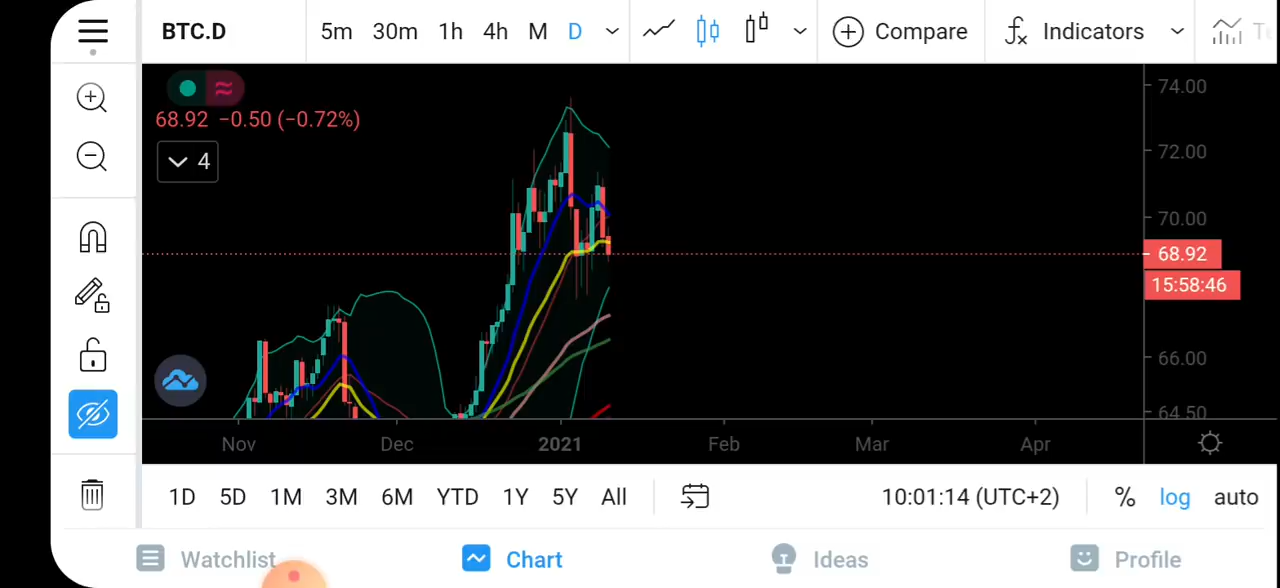 BTC.D 5m 30m 1h 4h M D Compare Indicators
68.92 −0.50 (−0.72%)
4
74.00
72.00
70.00
68.92
15:58:46
66.00
64.50
Nov Dec 2021 Feb Mar Apr
1D 5D 1M 3M 6M YTD 1Y 5Y All 10:01:14 (UTC+2) % log auto
Watchlist Chart Ideas Profile